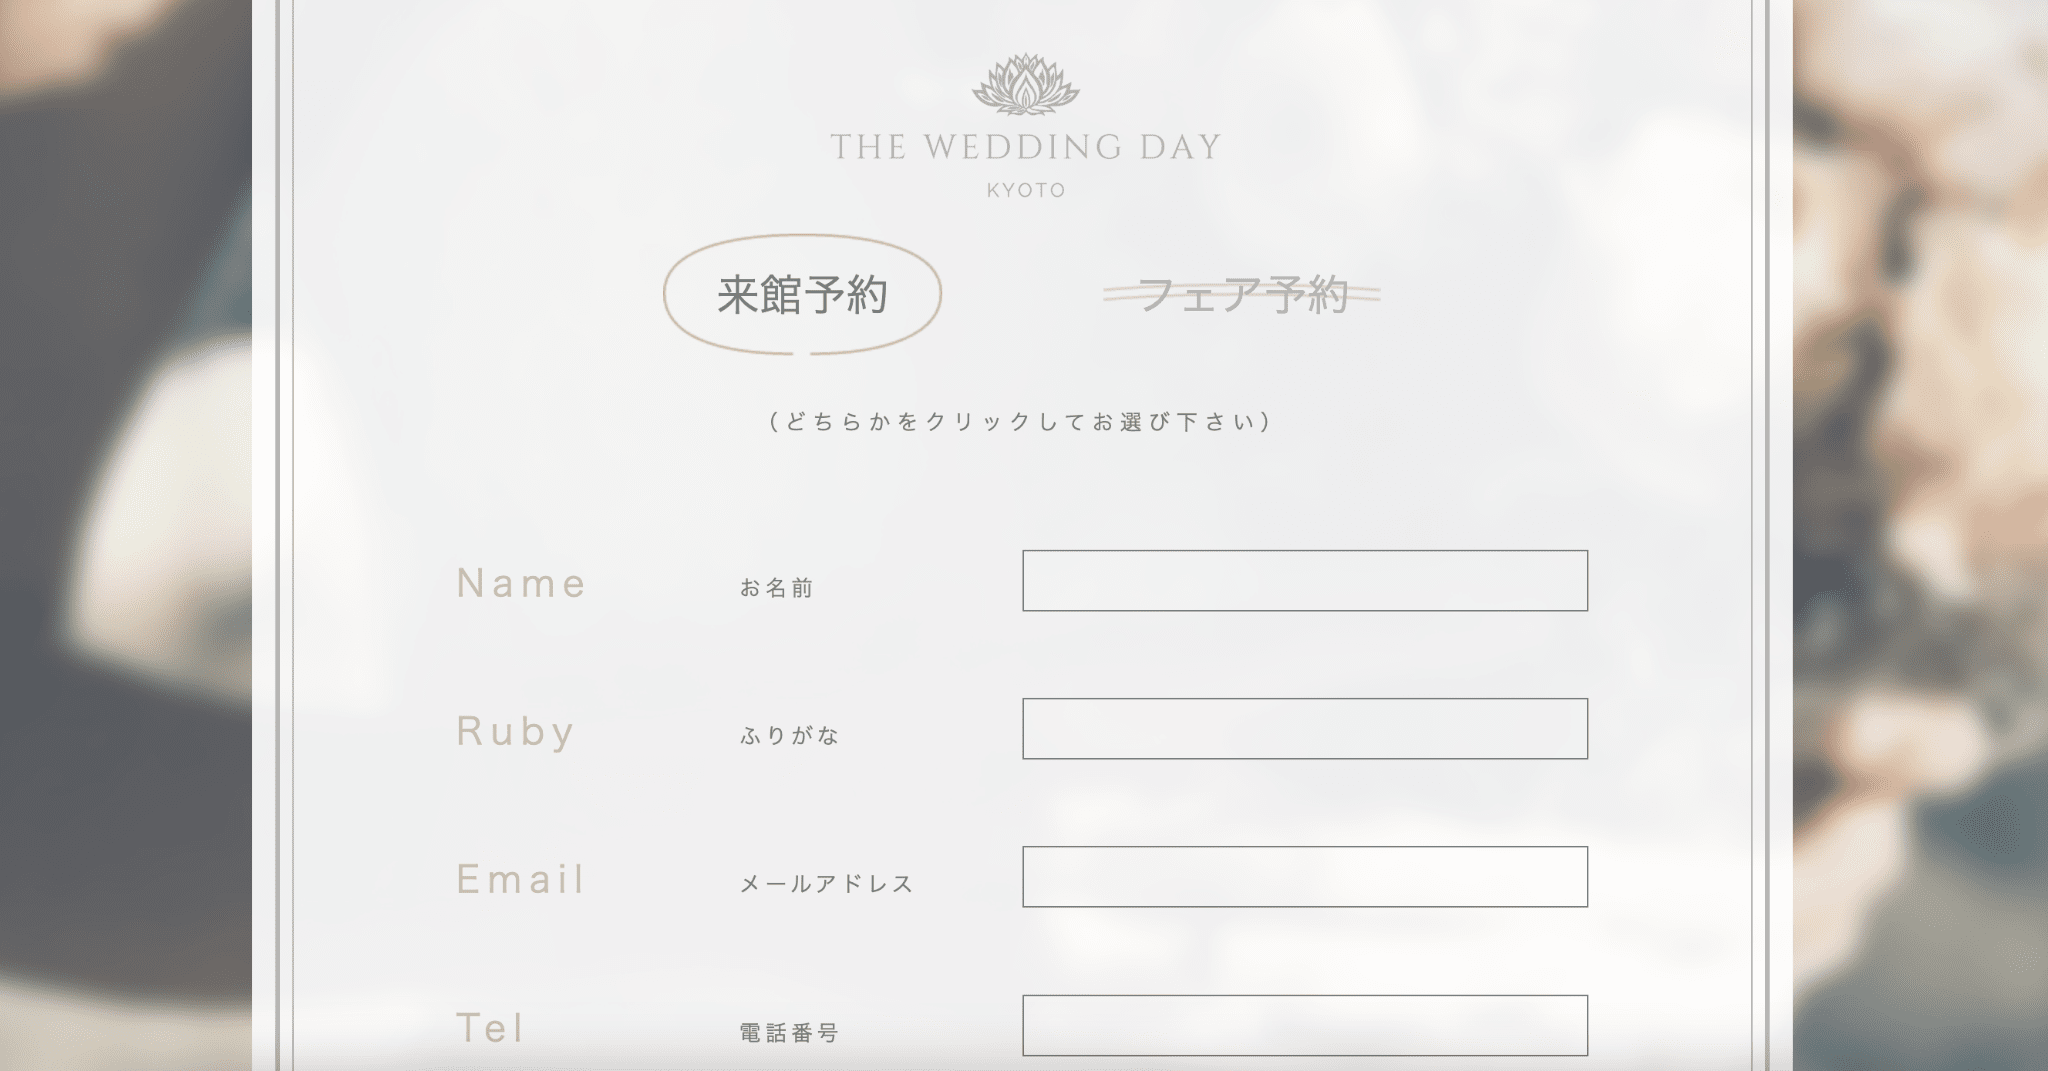 THE WEDDING DAY
KYOTO
来館予約 フェア予約
（どちらかをクリックしてお選び下さい）
Name お名前
Ruby ふりがな
Email メールアドレス
Tel 電話番号